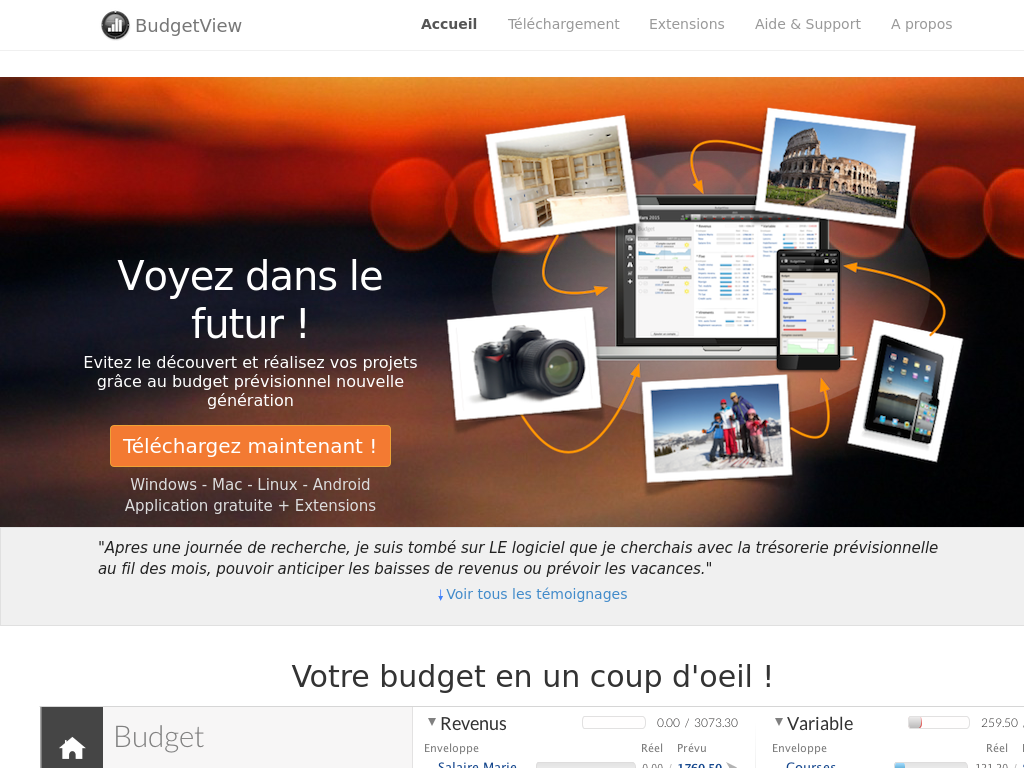 BudgetView
Accueil
Téléchargement
Extensions
Aide & Support
A propos
Voyez dans le
futur !
Evitez le découvert et réalisez vos projets
grâce au budget prévisionnel nouvelle
génération
Téléchargez maintenant !
Windows - Mac - Linux - Android
Application gratuite + Extensions
"Apres une journée de recherche, je suis tombé sur LE logiciel que je cherchais avec la trésorerie prévisionnelle
au fil des mois, pouvoir anticiper les baisses de revenus ou prévoir les vacances."
Voir tous les témoignages
Votre budget en un coup d'oeil !
Budget
Revenus
0.00 / 3073.30
Enveloppe
Réel
Prévu
Salaire Marie
0.00 / 1760.50
Variable
259.50 /
Enveloppe
Réel
Courses
121.20 /